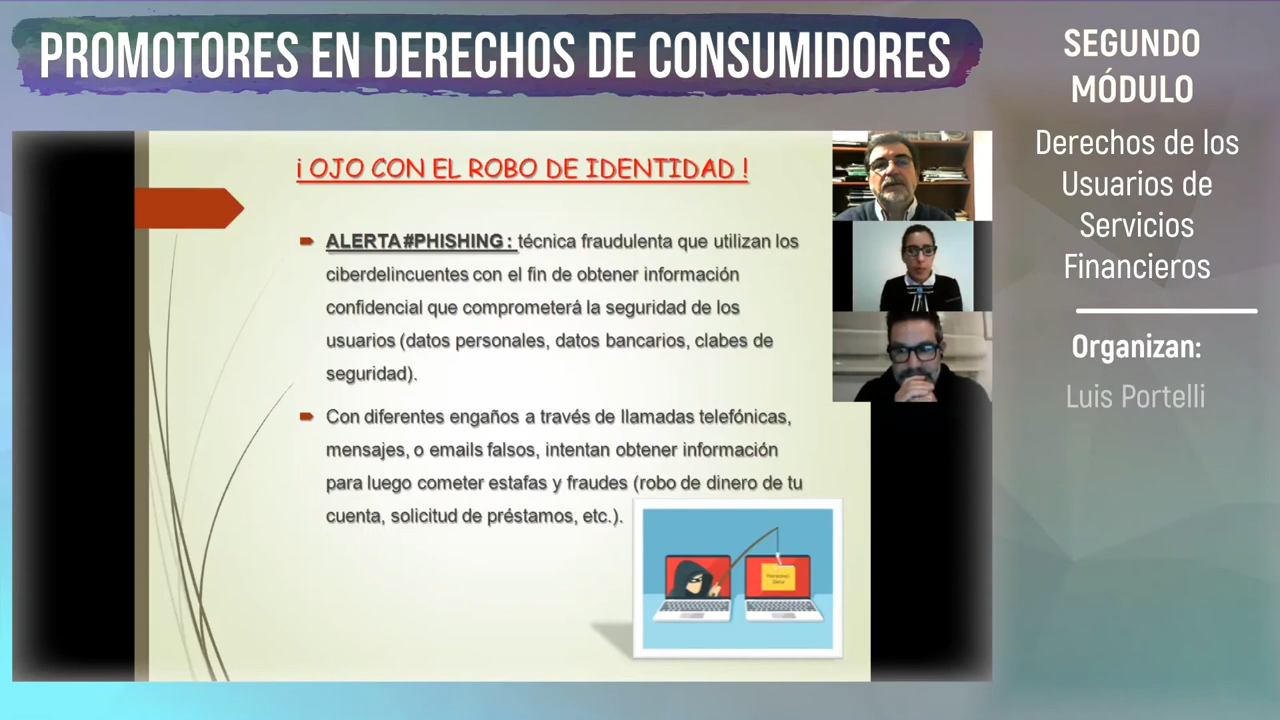 PROMOTORES EN DERECHOS DE CONSUMIDORES
SEGUNDO
MÓDULO
Derechos de los
Usuarios de
Servicios
Financieros
Organizan:
Luis Portelli
¡ OJO CON EL ROBO DE IDENTIDAD !
ALERTA#PHISHING: técnica fraudulenta que utilizan los
ciberdelincuentes con el fin de obtener información
confidencial que comprometerá la seguridad de los
usuarios (datos personales, datos bancarios, clabes de
seguridad).
Con diferentes engaños a través de llamadas telefónicas,
mensajes, o emails falsos, intentan obtener información
para luego cometer estafas y fraudes (robo de dinero de tu
cuenta, solicitud de préstamos, etc.).
Personal
Data